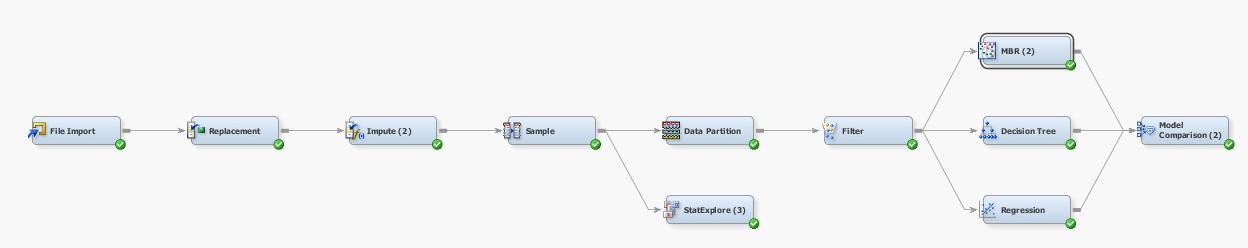 File Import
Replacement
Impute (2)
Sample
Data Partition
StatExplore (3)
Filter
MBR (2)
Decision Tree
Regression
Model
Comparison (2)